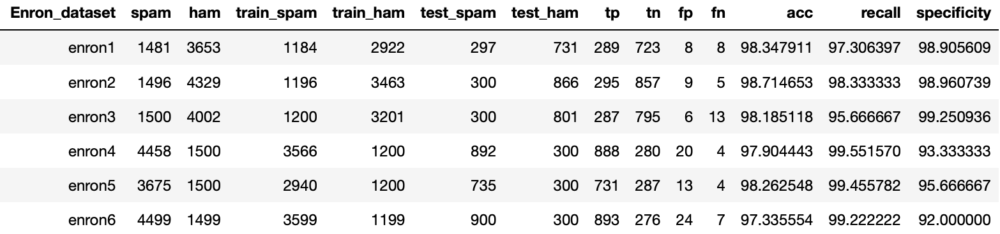 Enron_dataset spam ham train_spam train_ham test_spam test_ham tp tn fp fn acc recall specificity
enron1 1481 3653 1184 2922 297 731 289 723 8 8 98.347911 97.306397 98.905609
enron2 1496 4329 1196 3463 300 866 295 857 9 5 98.714653 98.333333 98.960739
enron3 1500 4002 1200 3201 300 801 287 795 6 13 98.185118 95.666667 99.250936
enron4 4458 1500 3566 1200 892 300 888 280 20 4 97.904443 99.551570 93.333333
enron5 3675 1500 2940 1200 735 300 731 287 13 4 98.262548 99.455782 95.666667
enron6 4499 1499 3599 1199 900 300 893 276 24 7 97.335554 99.222222 92.000000